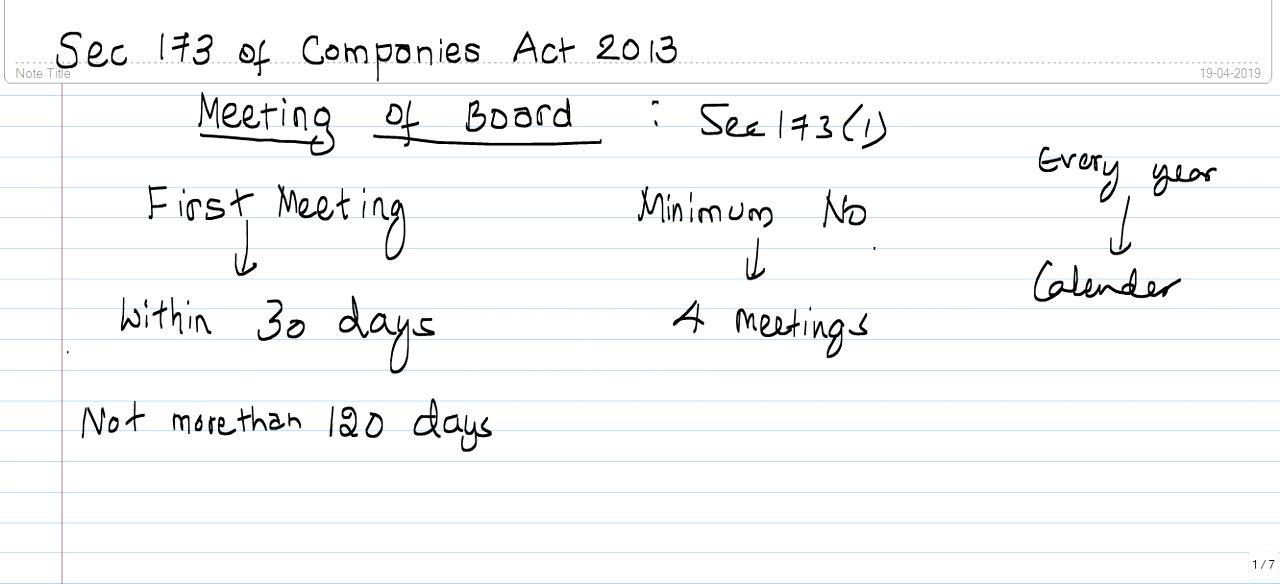 Sec 173 of Companies Act 2013
Note Title
19-04-2019
Meeting of Board : Sec 173(1)
Every year
First Meeting
Minimum No
Calender
Within 30 days
4 meetings
Not morethan 120 days
1 / 7